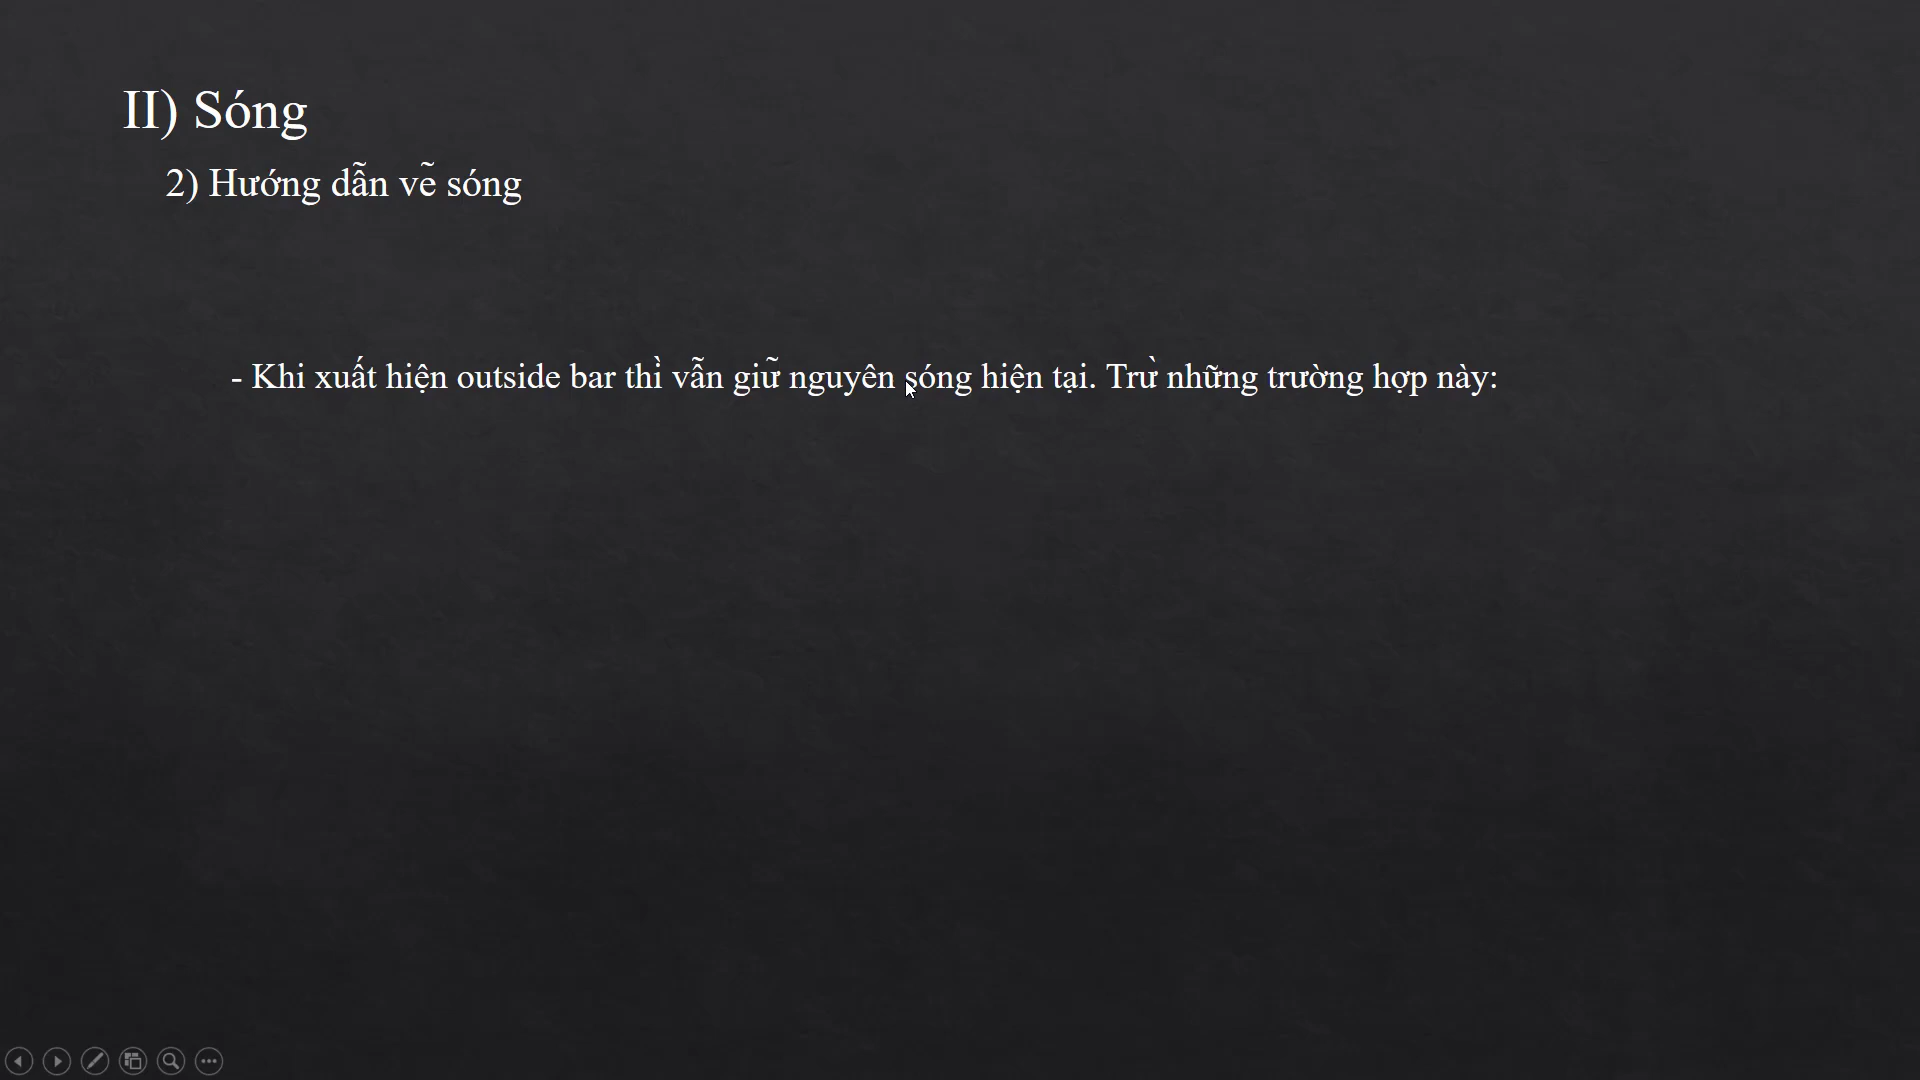 II) Sóng
2) Hướng dẫn vẽ sóng
- Khi xuất hiện outside bar thì vẫn giữ nguyên sóng hiện tại. Trừ những trường hợp này: